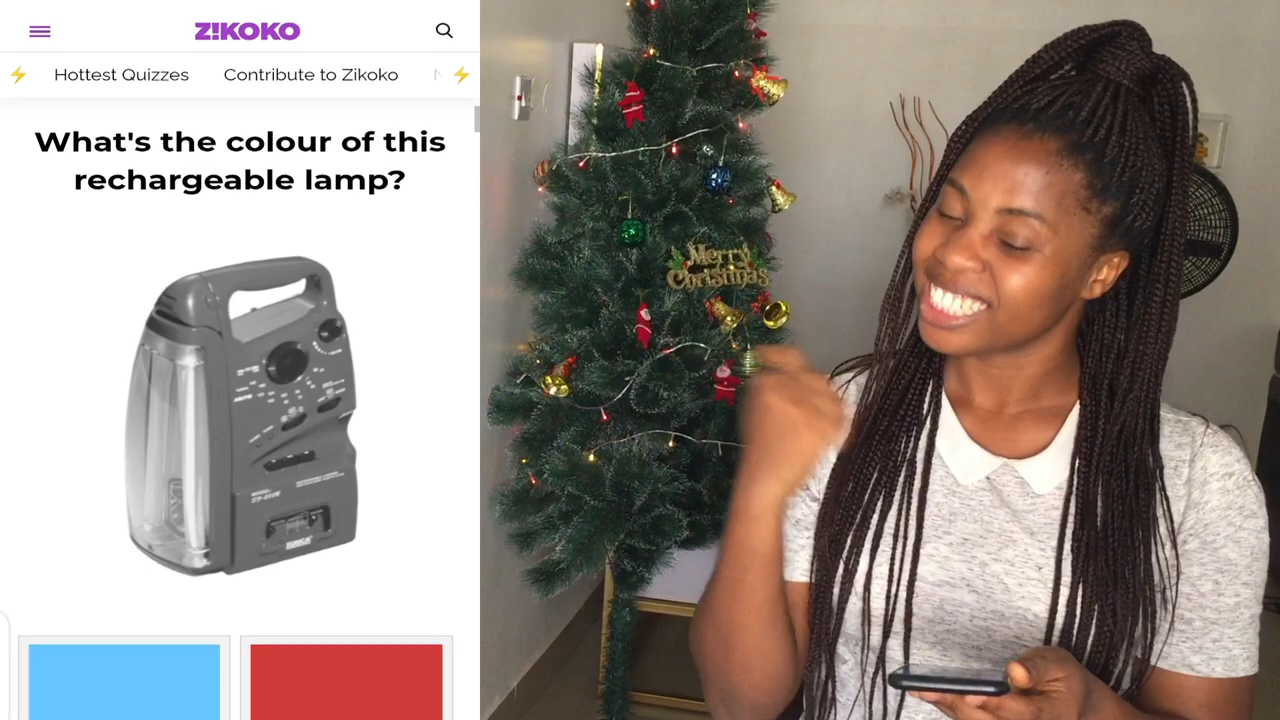 Z!KOKO
Hottest Quizzes
Contribute to Zikoko
What's the colour of this
rechargeable lamp?
Merry
Christmas